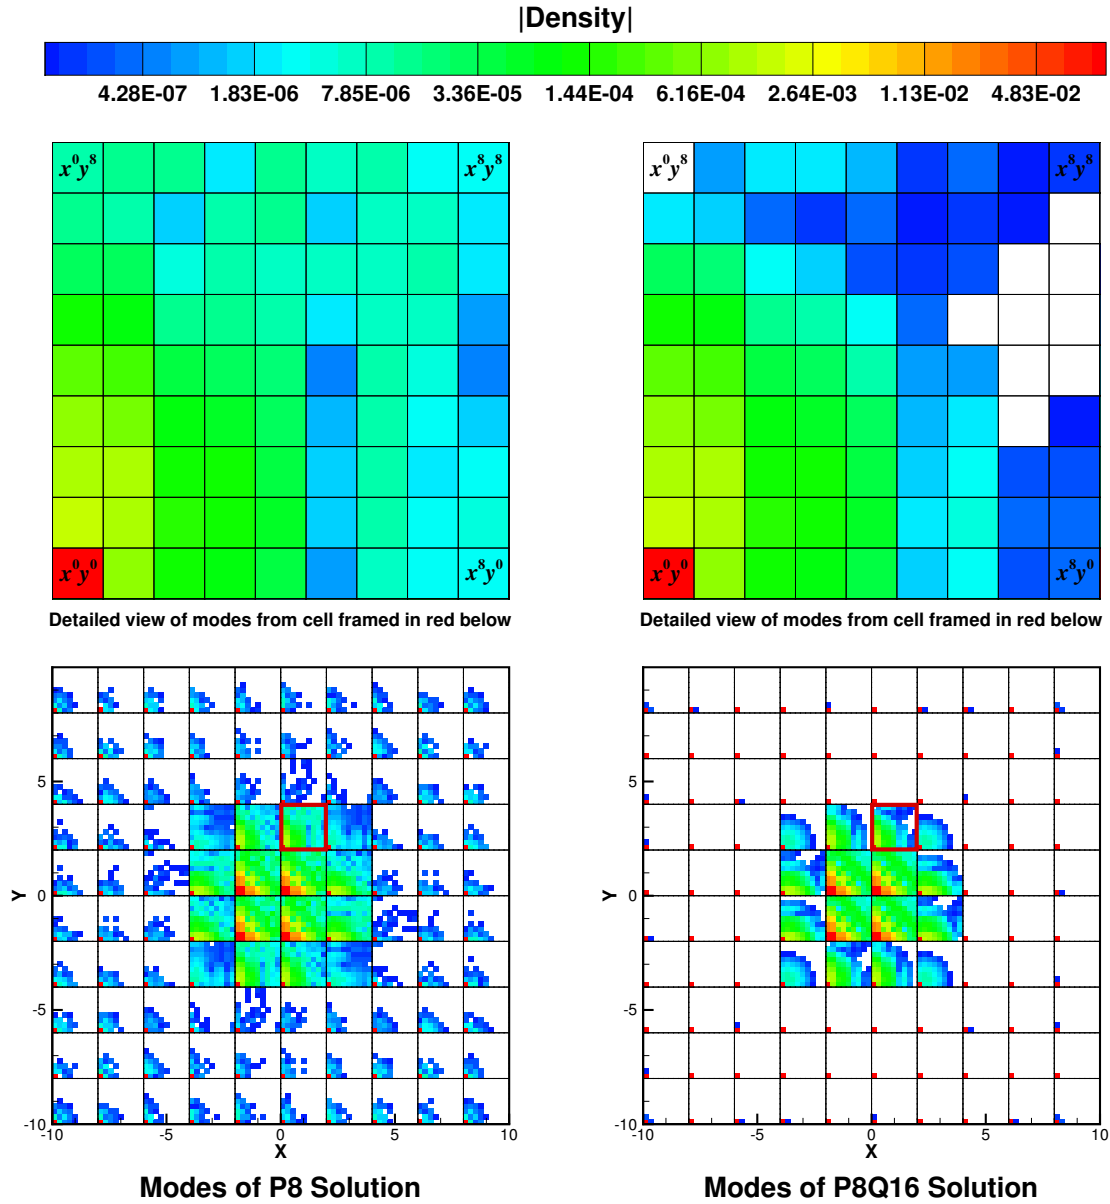 |Density|
4.28E-07 1.83E-06 7.85E-06 3.36E-05 1.44E-04 6.16E-04 2.64E-03 1.13E-02 4.83E-02
x⁰y⁸ x⁸y⁸ x⁰y⁸ x⁸y⁸
x⁰y⁰ x⁸y⁰ x⁰y⁰ x⁸y⁰
Detailed view of modes from cell framed in red below Detailed view of modes from cell framed in red below
5 5
Y 0 Y 0
-5 -5
-10 -10
-10 -5 0 5 10 -10 -5 0 5 10
X X
Modes of P8 Solution Modes of P8Q16 Solution